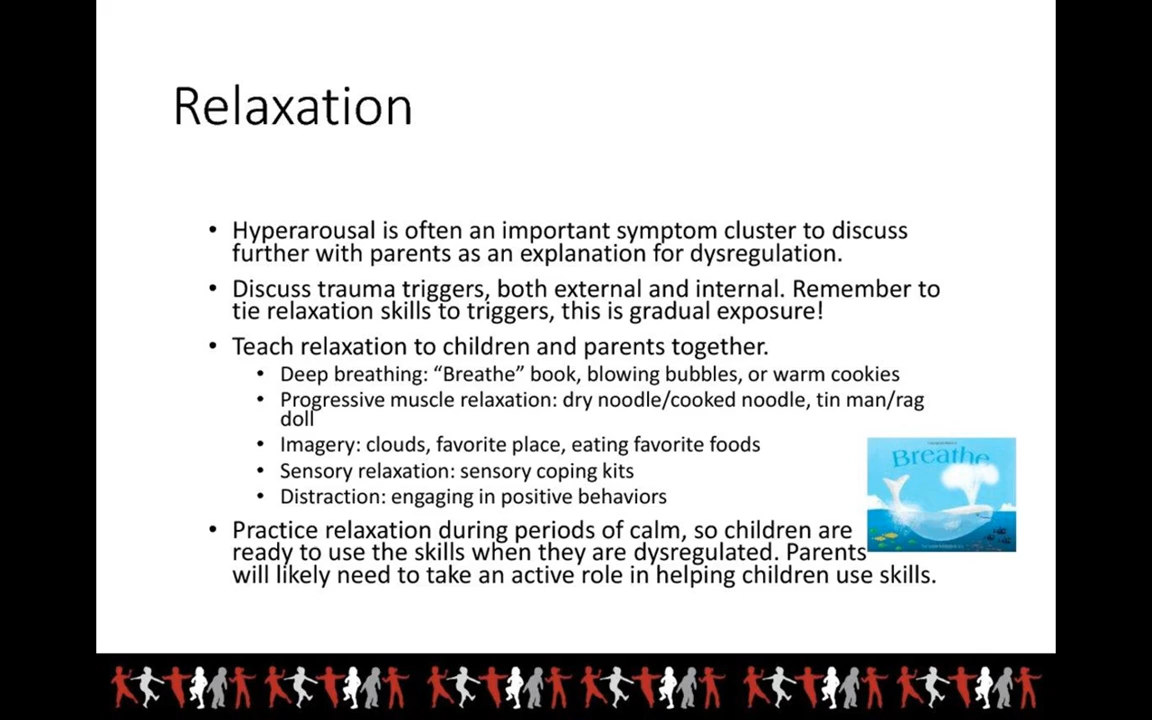 Relaxation
• Hyperarousal is often an important symptom cluster to discuss
further with parents as an explanation for dysregulation.
• Discuss trauma triggers, both external and internal. Remember to
tie relaxation skills to triggers, this is gradual exposure!
• Teach relaxation to children and parents together.
• Deep breathing: “Breathe” book, blowing bubbles, or warm cookies
• Progressive muscle relaxation: dry noodle/cooked noodle, tin man/rag
doll
• Imagery: clouds, favorite place, eating favorite foods
• Sensory relaxation: sensory coping kits
• Distraction: engaging in positive behaviors
Breathe
• Practice relaxation during periods of calm, so children are
ready to use the skills when they are dysregulated. Parents
will likely need to take an active role in helping children use skills.